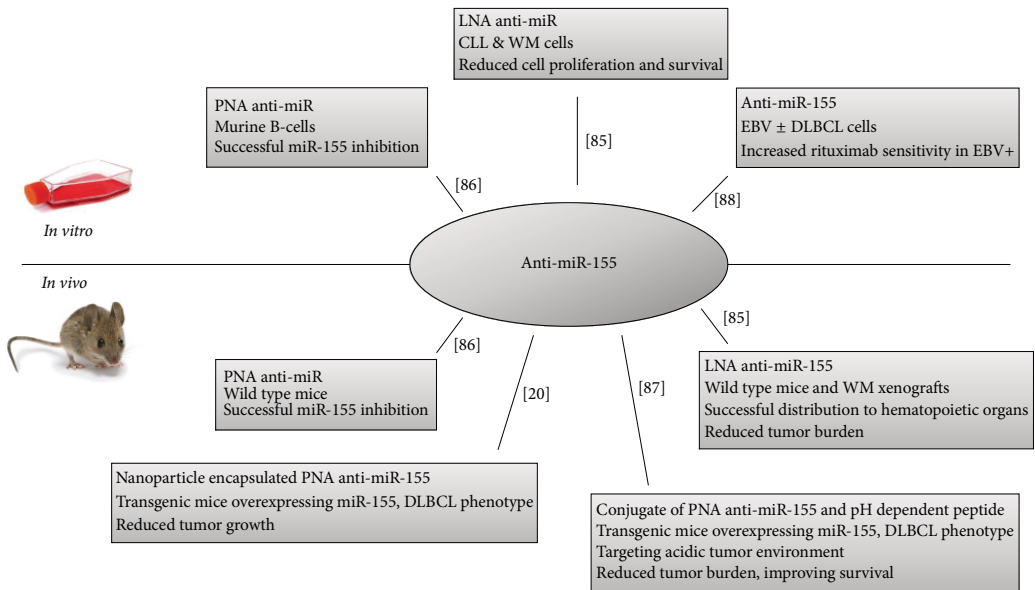 LNA anti-miR
CLL & WM cells
Reduced cell proliferation and survival
PNA anti-miR
Murine B-cells
Successful miR-155 inhibition
Anti-miR-155
EBV ± DLBCL cells
Increased rituximab sensitivity in EBV+
[85]
[86]
[88]
In vitro
Anti-miR-155
In vivo
[86]
[20]
[87]
[85]
PNA anti-miR
Wild type mice
Successful miR-155 inhibition
LNA anti-miR-155
Wild type mice and WM xenografts
Successful distribution to hematopoietic organs
Reduced tumor burden
Nanoparticle encapsulated PNA anti-miR-155
Transgenic mice overexpressing miR-155, DLBCL phenotype
Reduced tumor growth
Conjugate of PNA anti-miR-155 and pH dependent peptide
Transgenic mice overexpressing miR-155, DLBCL phenotype
Targeting acidic tumor environment
Reduced tumor burden, improving survival